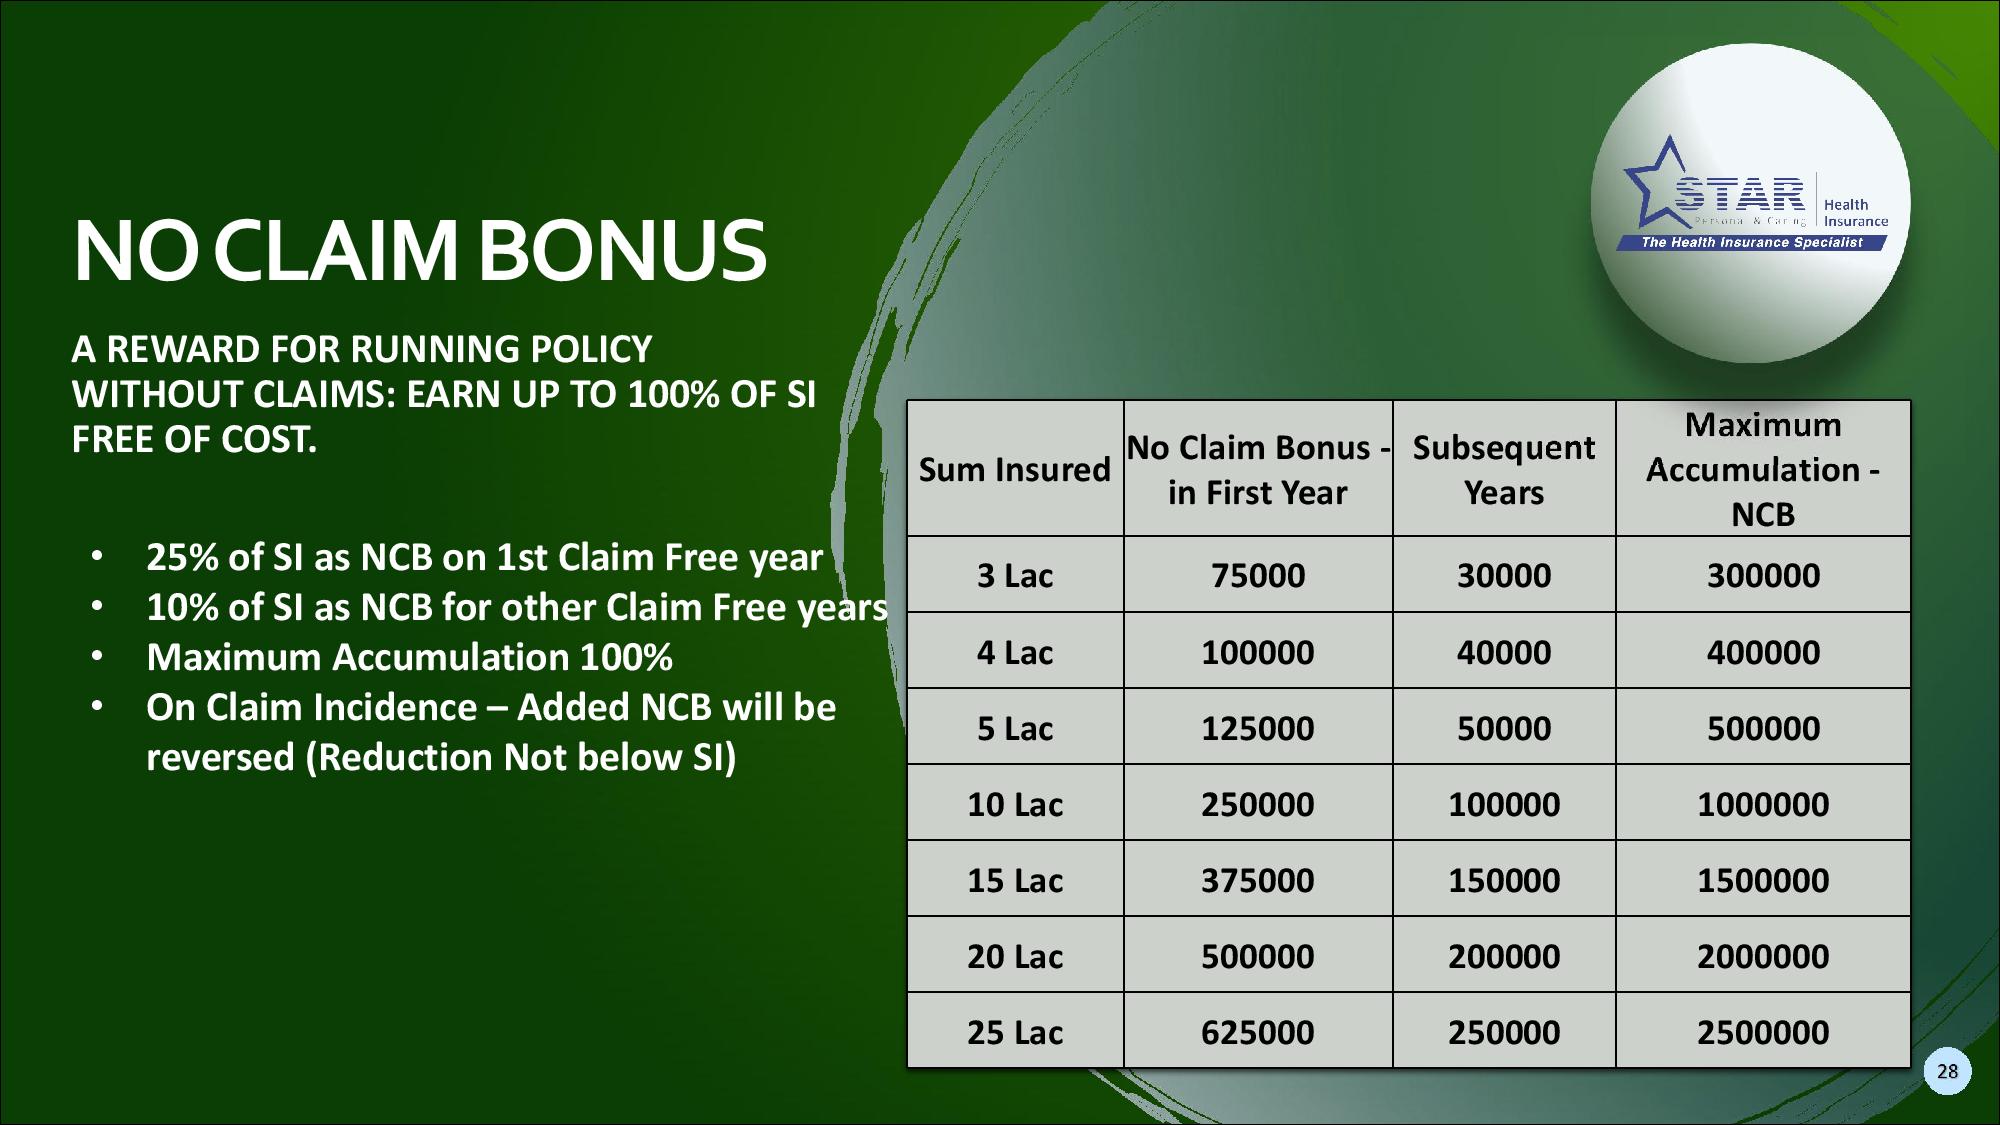 STAR
Personal & Caring
Health
Insurance
The Health Insurance Specialist
NO CLAIM BONUS
A REWARD FOR RUNNING POLICY
WITHOUT CLAIMS: EARN UP TO 100% OF SI
FREE OF COST.
• 25% of SI as NCB on 1st Claim Free year
• 10% of SI as NCB for other Claim Free years
• Maximum Accumulation 100%
• On Claim Incidence – Added NCB will be
reversed (Reduction Not below SI)
Sum Insured | No Claim Bonus - in First Year | Subsequent Years | Maximum Accumulation - NCB
3 Lac | 75000 | 30000 | 300000
4 Lac | 100000 | 40000 | 400000
5 Lac | 125000 | 50000 | 500000
10 Lac | 250000 | 100000 | 1000000
15 Lac | 375000 | 150000 | 1500000
20 Lac | 500000 | 200000 | 2000000
25 Lac | 625000 | 250000 | 2500000
28